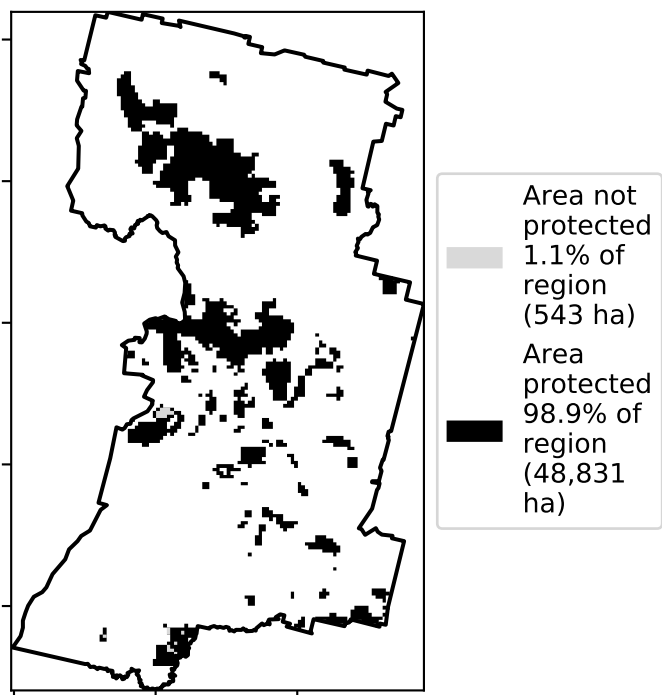 Area not
protected
1.1% of
region
(543 ha)
Area
protected
98.9% of
region
(48,831
ha)